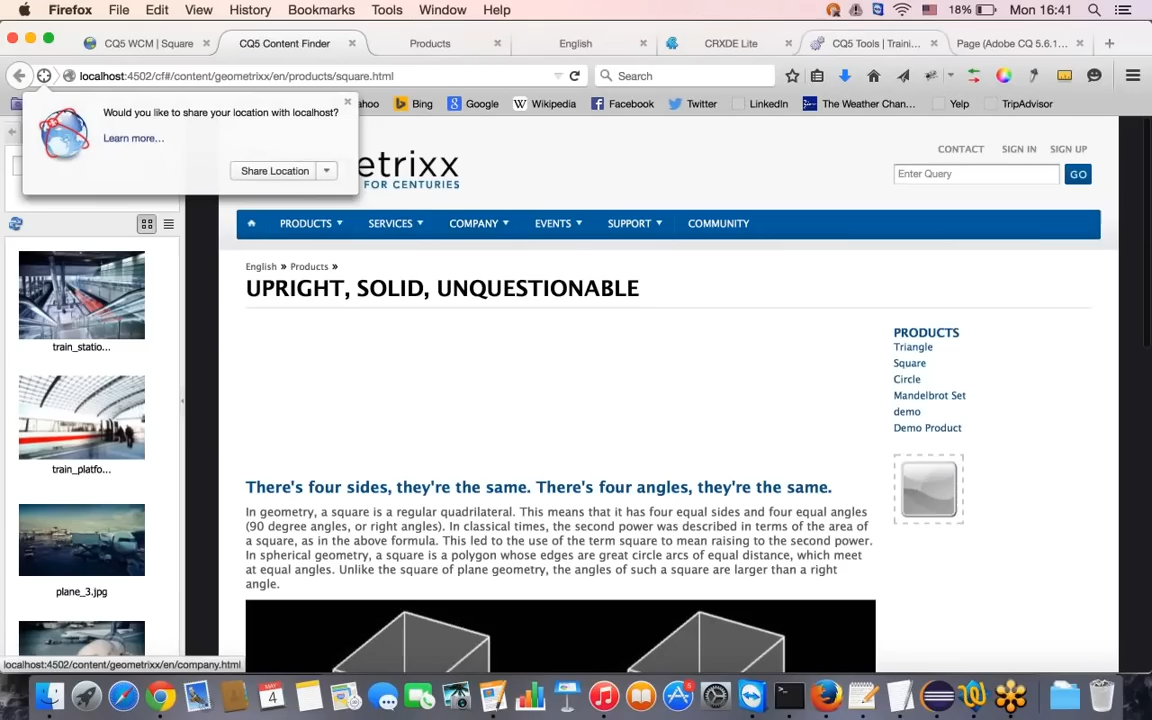 Firefox File Edit View History Bookmarks Tools Window Help 18% Mon 16:41
CQ5 WCM | Square CQ5 Content Finder Products English CRXDE Lite CQ5 Tools | Traini... Page (Adobe CQ 5.6.1...
localhost:4502/cf#/content/geometrixx/en/products/square.html Search
Bing Google Wikipedia Facebook Twitter LinkedIn The Weather Chan... Yelp TripAdvisor
Would you like to share your location with localhost?
Learn more...
Share Location
FOR CENTURIES
CONTACT SIGN IN SIGN UP
Enter Query GO
PRODUCTS SERVICES COMPANY EVENTS SUPPORT COMMUNITY
English » Products »
UPRIGHT, SOLID, UNQUESTIONABLE
train_statio...
train_platfo...
plane_3.jpg
PRODUCTS
Triangle
Square
Circle
Mandelbrot Set
demo
Demo Product
There's four sides, they're the same. There's four angles, they're the same.
In geometry, a square is a regular quadrilateral. This means that it has four equal sides and four equal angles
(90 degree angles, or right angles). In classical times, the second power was described in terms of the area of
a square, as in the above formula. This led to the use of the term square to mean raising to the second power.
In spherical geometry, a square is a polygon whose edges are great circle arcs of equal distance, which meet
at equal angles. Unlike the square of plane geometry, the angles of such a square are larger than a right
angle.
localhost:4502/content/geometrixx/en/company.html